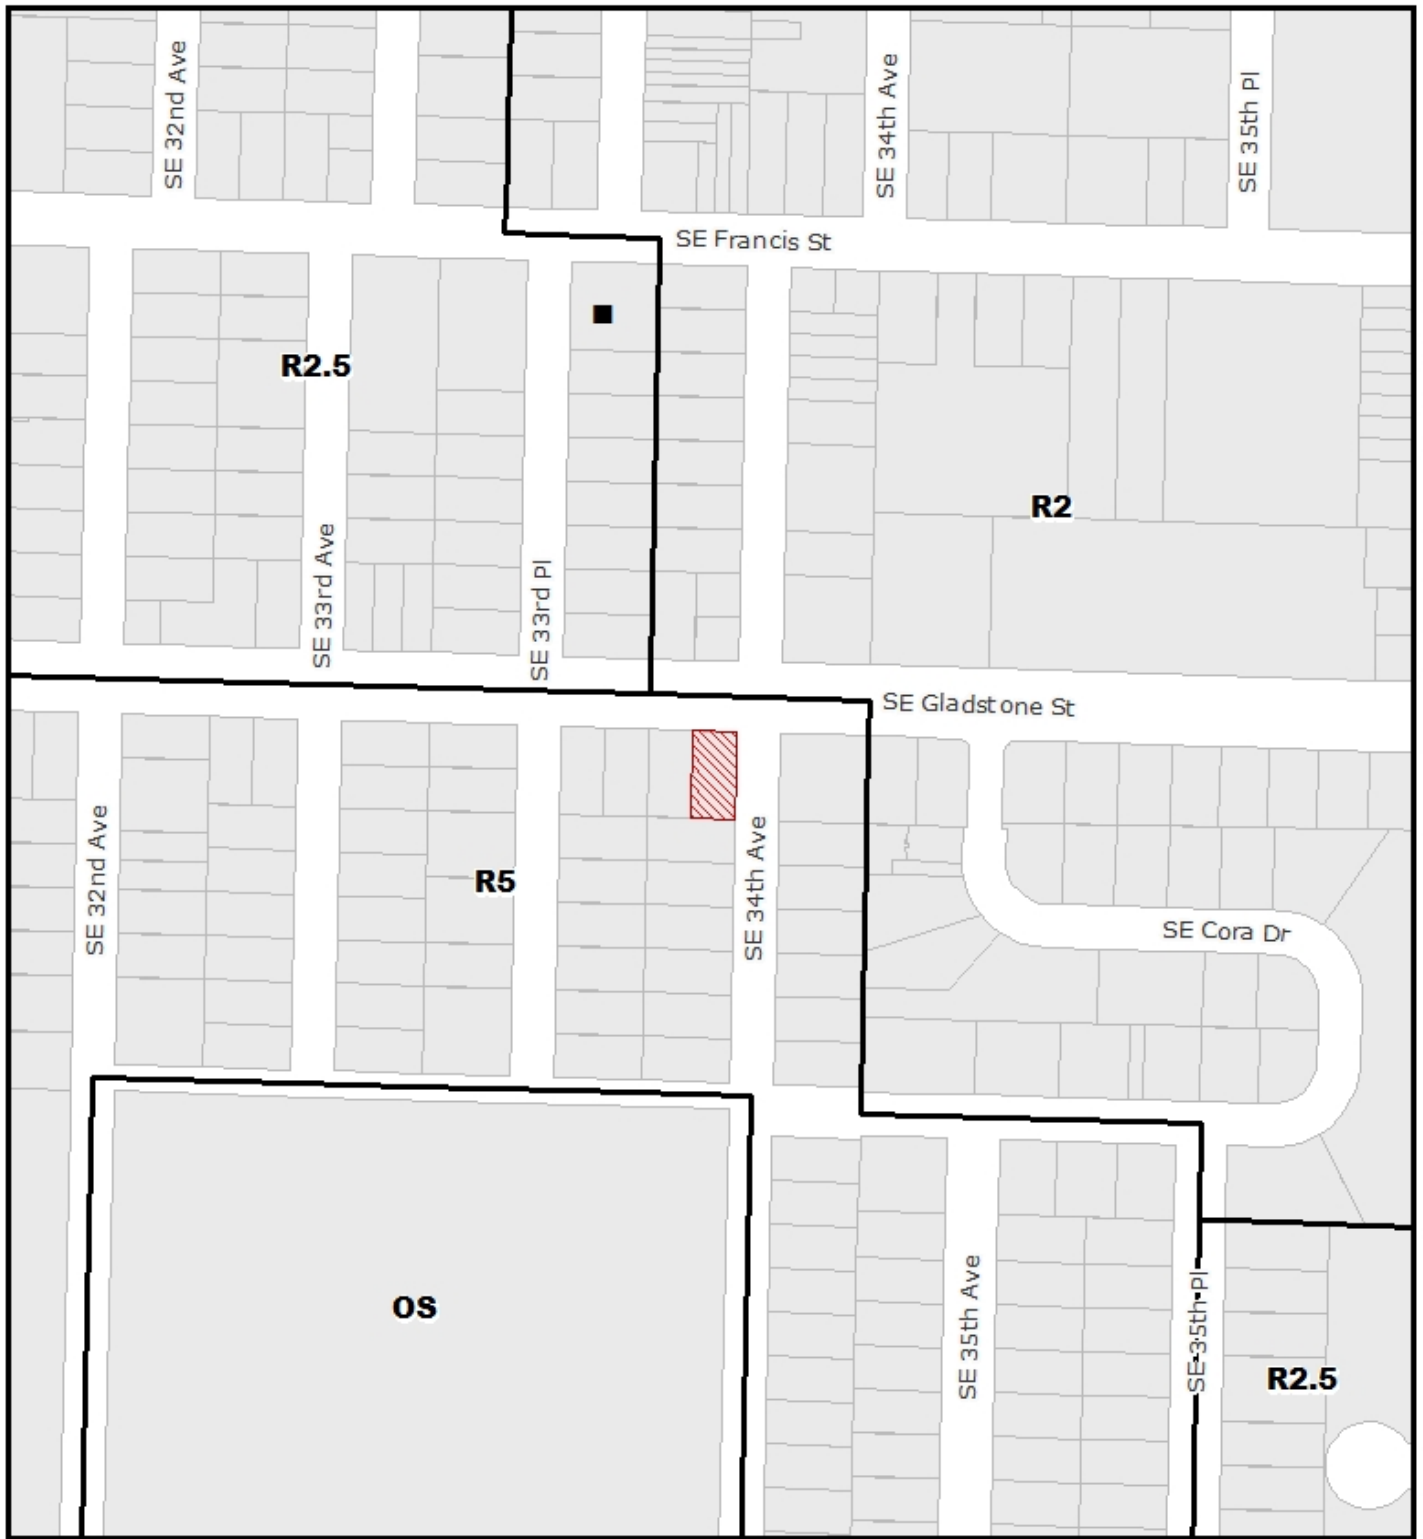 SE 32nd Ave
SE 34th Ave
SE 35th Pl
SE Francis St
R2.5
R2
SE 33rd Ave
SE 33rd Pl
SE Gladstone St
SE 32nd Ave
R5
SE 34th Ave
SE Cora Dr
OS
SE 35th Ave
SE 35th Pl
R2.5